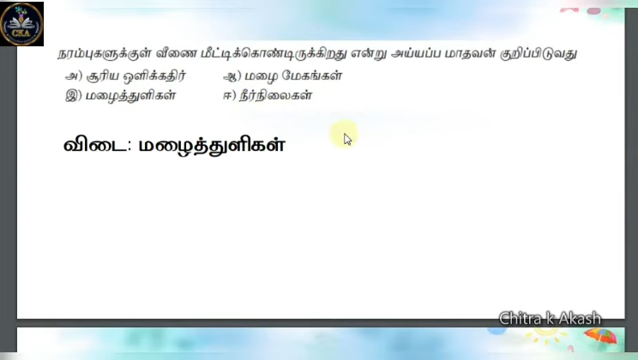 CKA
நரம்புகளுக்குள் வீணை மீட்டிக்கொண்டிருக்கிறது என்று அய்யப்ப மாதவன் குறிப்பிடுவது
அ) சூரிய ஒளிக்கதிர் ஆ) மழை மேகங்கள்
இ) மழைத்துளிகள் ஈ) நீர்நிலைகள்
விடை: மழைத்துளிகள்
Chitra k Akash